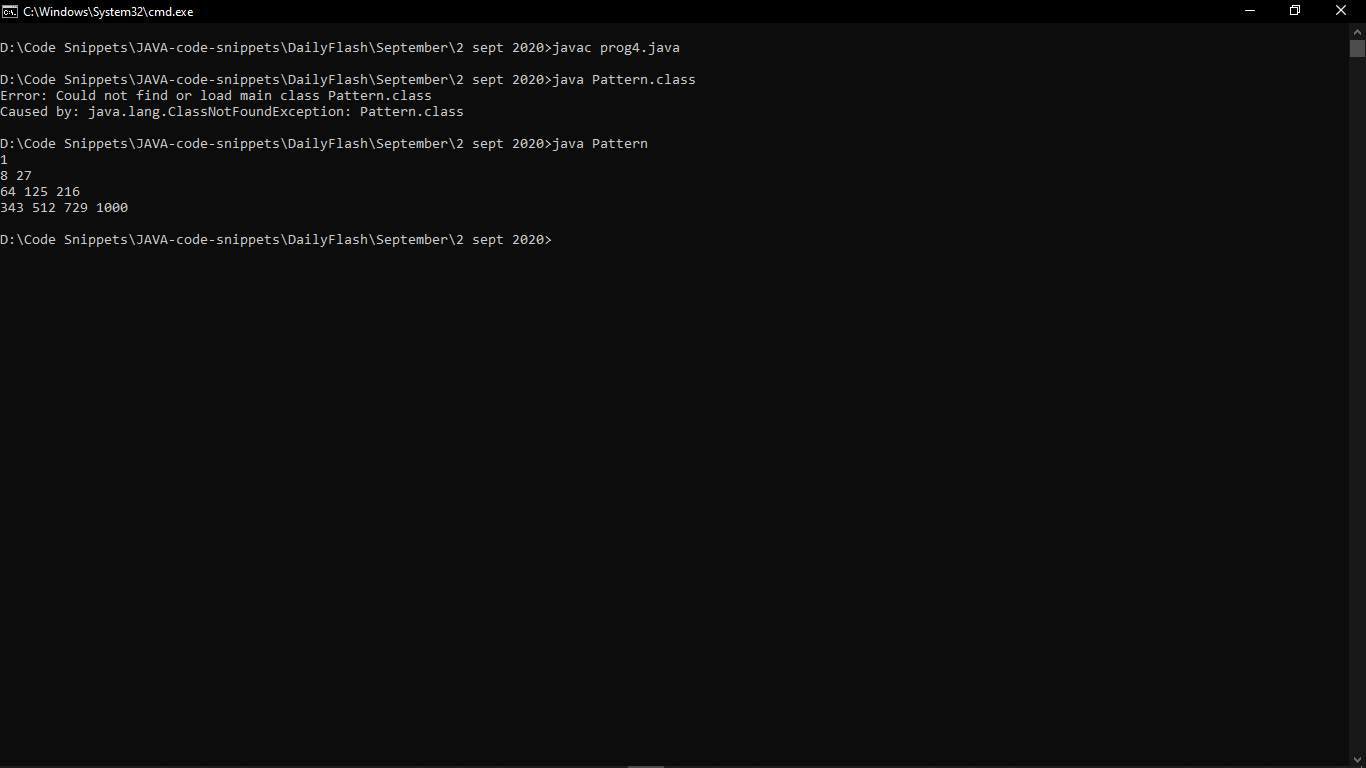 C:\Windows\System32\cmd.exe
D:\Code Snippets\JAVA-code-snippets\DailyFlash\September\2 sept 2020>javac prog4.java
D:\Code Snippets\JAVA-code-snippets\DailyFlash\September\2 sept 2020>java Pattern.class
Error: Could not find or load main class Pattern.class
Caused by: java.lang.ClassNotFoundException: Pattern.class
D:\Code Snippets\JAVA-code-snippets\DailyFlash\September\2 sept 2020>java Pattern
1
8 27
64 125 216
343 512 729 1000
D:\Code Snippets\JAVA-code-snippets\DailyFlash\September\2 sept 2020>